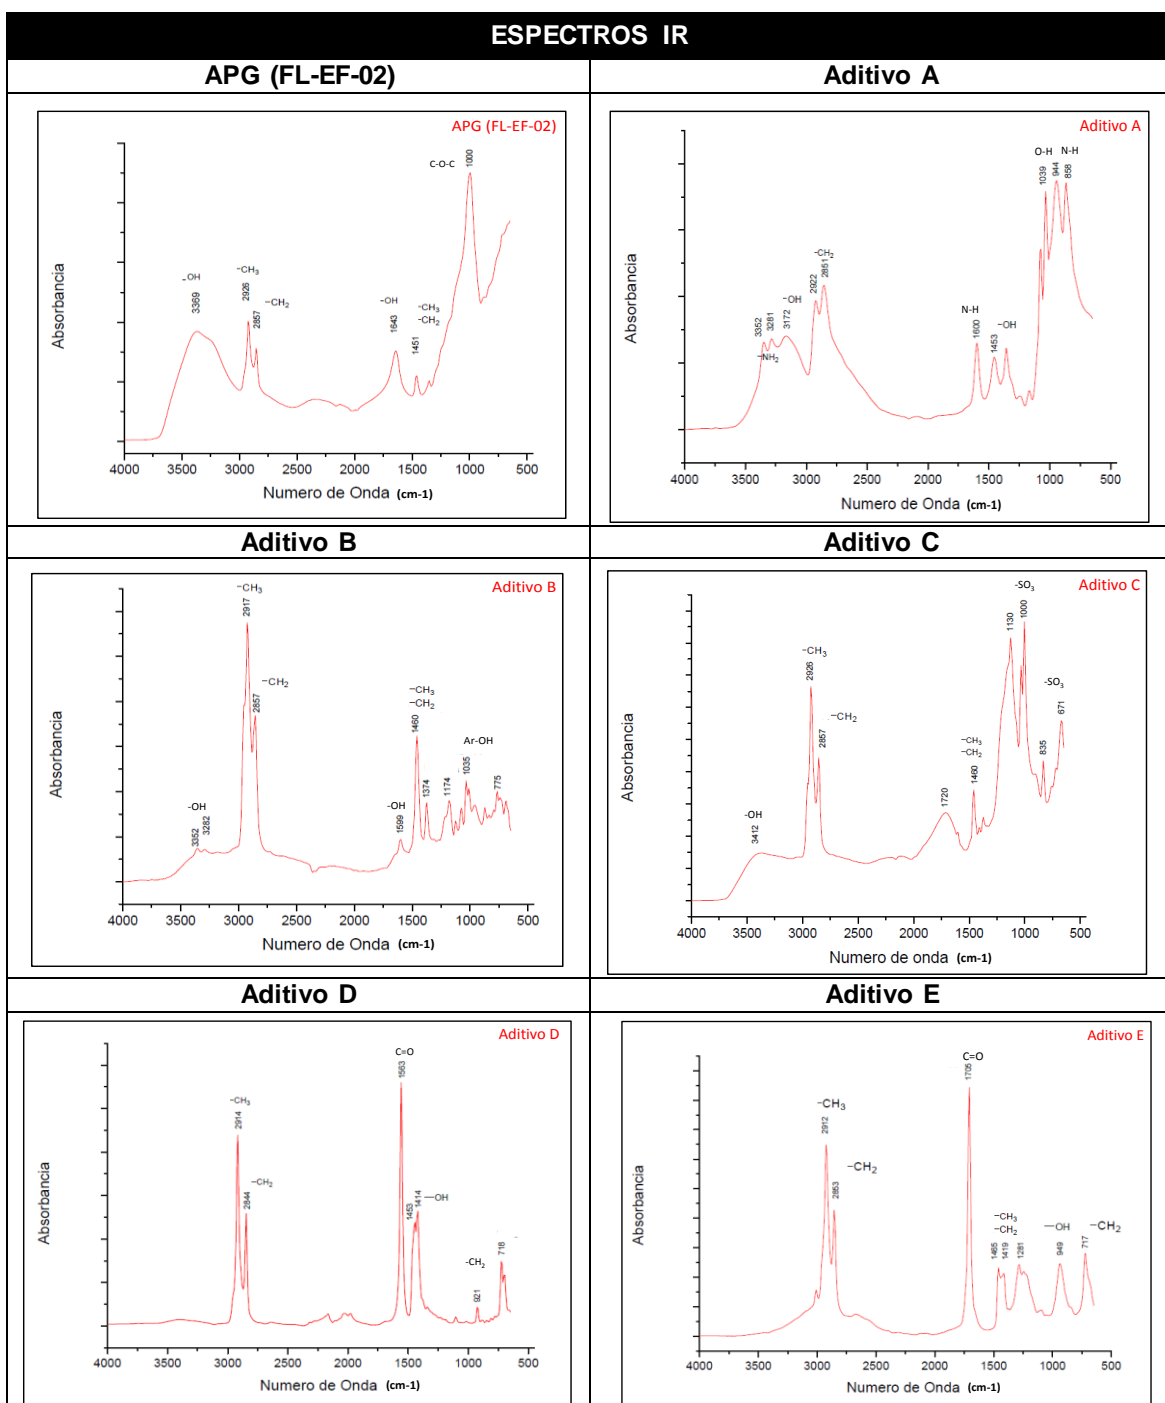 ESPECTROS IR
APG (FL-EF-02)
Aditivo A
APG (FL-EF-02)
C-O-C
1000
-OH
3369
-CH3
2926
-CH2
2857
-OH
1643
-CH3
-CH2
1451
Absorbancia
4000 3500 3000 2500 2000 1500 1000 500
Numero de Onda (cm-1)
Aditivo A
O-H N-H
1039
944
858
-CH2
2922
2851
-OH
3352
3281
3172
-NH2
N-H
1600
1453
-OH
Absorbancia
4000 3500 3000 2500 2000 1500 1000 500
Numero de Onda (cm-1)
Aditivo B
Aditivo C
Aditivo B
-CH3
2917
-CH2
2857
-CH3
-CH2
1460
Ar-OH
1374
1174
1035
775
-OH
3352
3282
-OH
1599
Absorbancia
4000 3500 3000 2500 2000 1500 1000 500
Numero de Onda (cm-1)
Aditivo C
-SO3
1130
1000
-CH3
2926
-CH2
2857
-SO3
671
835
-CH3
-CH2
1460
1720
-OH
3412
Absorbancia
4000 3500 3000 2500 2000 1500 1000 500
Numero de onda (cm-1)
Aditivo D
Aditivo E
Aditivo D
C=O
1563
-CH3
2914
-CH2
2844
1453
1414
—OH
-CH2
921
718
Absorbancia
4000 3500 3000 2500 2000 1500 1000 500
Numero de Onda (cm-1)
Aditivo E
C=O
1705
-CH3
2912
-CH2
2853
-CH3
-CH2
1465
1419
1281
—OH
949
-CH2
717
Absorbancia
4000 3500 3000 2500 2000 1500 1000 500
Numero de Onda (cm-1)